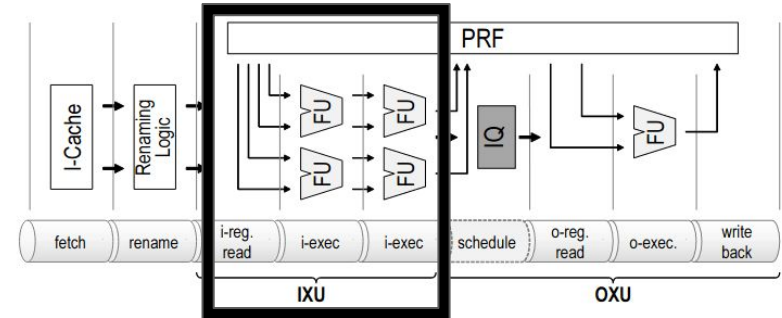 PRF
I-Cache
Renaming
Logic
FU
FU
FU
FU
IQ
FU
fetch
rename
i-reg.
read
i-exec
i-exec
schedule
o-reg.
read
o-exec.
write
back
IXU
OXU